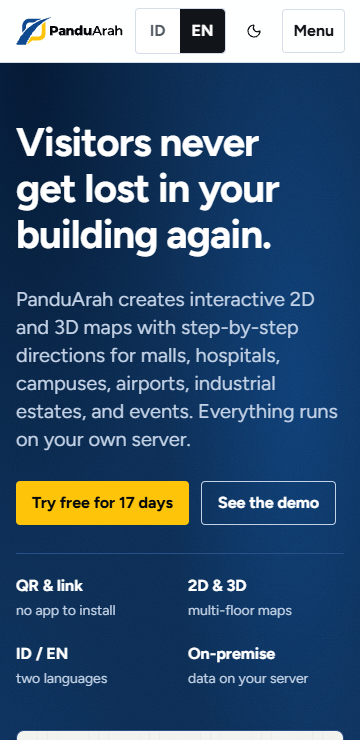 PanduArah
ID
EN
Menu
Visitors never
get lost in your
building again.
PanduArah creates interactive 2D
and 3D maps with step-by-step
directions for malls, hospitals,
campuses, airports, industrial
estates, and events. Everything runs
on your own server.
Try free for 17 days
See the demo
QR & link
no app to install
2D & 3D
multi-floor maps
ID / EN
two languages
On-premise
data on your server